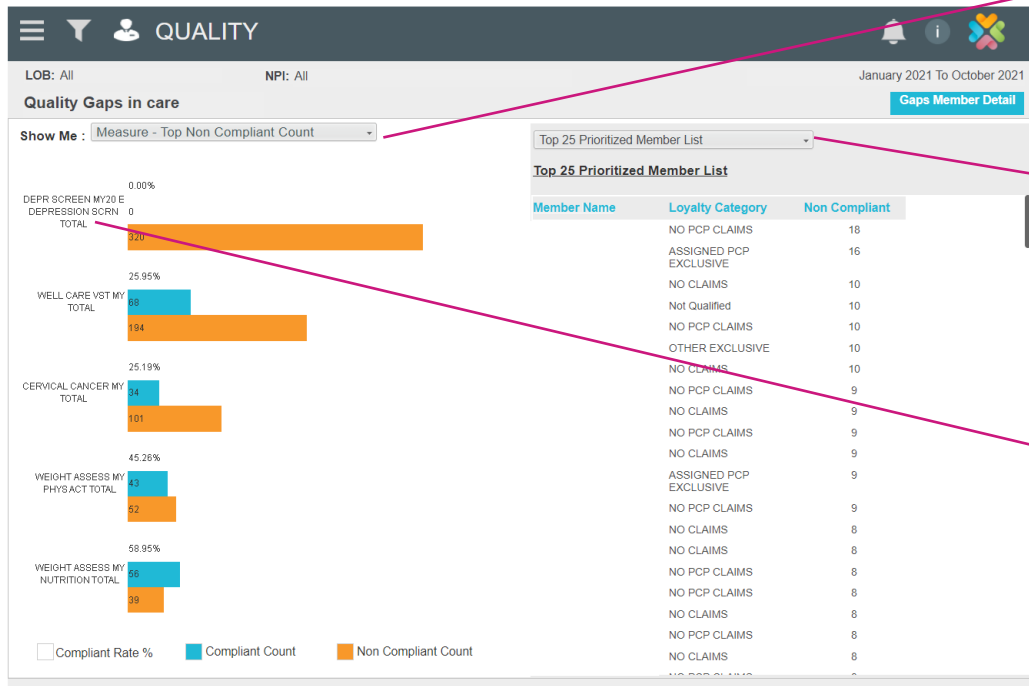 QUALITY
i
LOB: All
NPI: All
January 2021 To October 2021
Quality Gaps in care
Gaps Member Detail
Show Me : Measure - Top Non Compliant Count
0.00%
DEPR SCREEN MY20 E
DEPRESSION SCRN
TOTAL
0
320
25.95%
WELL CARE VST MY
TOTAL
68
194
25.19%
CERVICAL CANCER MY
TOTAL
34
101
45.26%
WEIGHT ASSESS MY
PHYS ACT TOTAL
43
52
58.95%
WEIGHT ASSESS MY
NUTRITION TOTAL
56
39
Compliant Rate % Compliant Count Non Compliant Count
Top 25 Prioritized Member List
Top 25 Prioritized Member List
Member Name Loyalty Category Non Compliant
NO PCP CLAIMS 18
ASSIGNED PCP 16
EXCLUSIVE
NO CLAIMS 10
Not Qualified 10
NO PCP CLAIMS 10
OTHER EXCLUSIVE 10
NO CLAIMS 10
NO PCP CLAIMS 9
NO CLAIMS 9
NO PCP CLAIMS 9
NO CLAIMS 9
ASSIGNED PCP 9
EXCLUSIVE
NO PCP CLAIMS 9
NO CLAIMS 8
NO CLAIMS 8
NO PCP CLAIMS 8
NO PCP CLAIMS 8
NO CLAIMS 8
NO PCP CLAIMS 8
NO CLAIMS 8